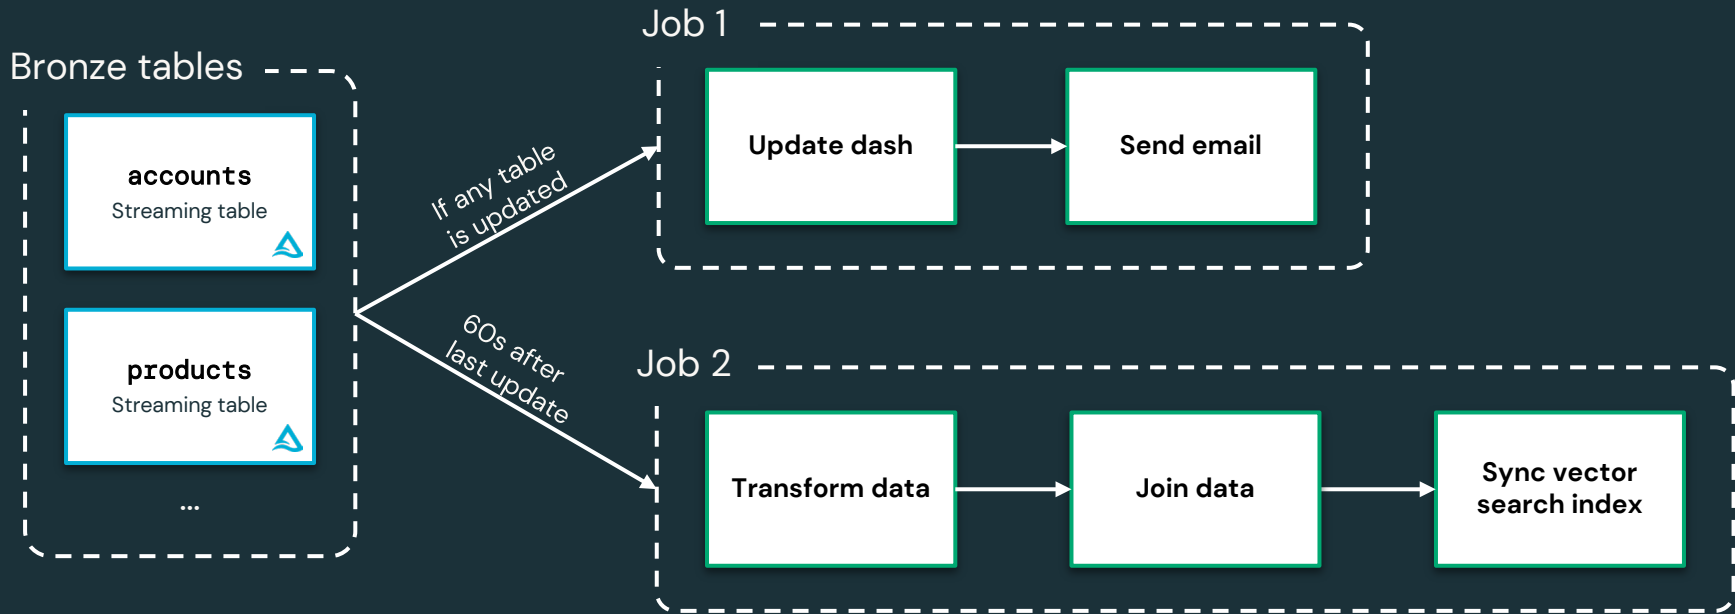 Bronze tables
accounts
Streaming table
products
Streaming table
...
If any table
is updated
60s after
last update
Job 1
Update dash
Send email
Job 2
Transform data
Join data
Sync vector
search index